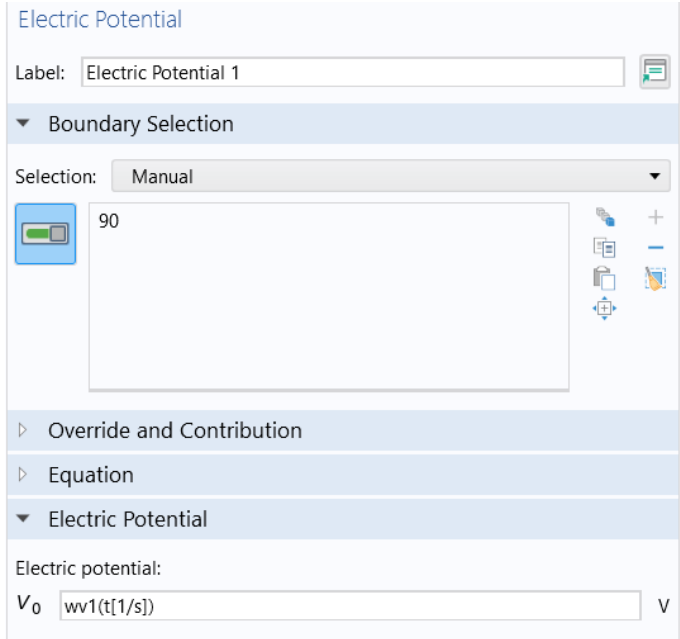 Electric Potential
Label: Electric Potential 1
Boundary Selection
Selection: Manual
90
Override and Contribution
Equation
Electric Potential
Electric potential:
V0 wv1(t[1/s]) V